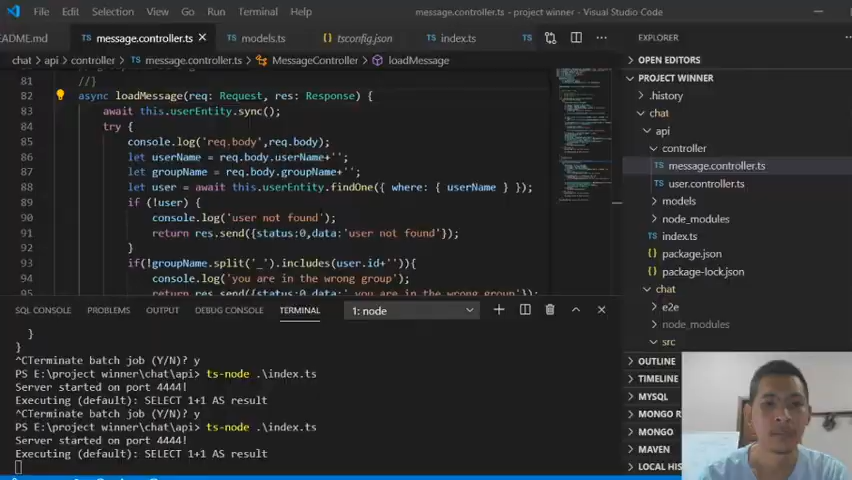 File Edit Selection View Go Run Terminal Help message.controller.ts - project winner - Visual Studio Code
EADME.md message.controller.ts models.ts tsconfig.json index.ts
EXPLORER
chat > api > controller > message.controller.ts > MessageController > loadMessage
81 //}
82 async loadMessage(req: Request, res: Response) {
83 await this.userEntity.sync();
84 try {
85 console.log('req.body',req.body);
86 let userName = req.body.userName+'';
87 let groupName = req.body.groupName+'';
88 let user = await this.userEntity.findOne({ where: { userName } });
89 if (!user) {
90 console.log('user not found');
91 return res.send({status:0,data:'user not found'});
92 }
93 if(!groupName.split('_').includes(user.id+'')){
94 console.log('you are in the wrong group');
return res.send({status:0,data:' you are in the wrong group'});
SQL CONSOLE PROBLEMS OUTPUT DEBUG CONSOLE TERMINAL 1: node
}
}
^CTerminate batch job (Y/N)? y
PS E:\project winner\chat\api> ts-node .\index.ts
Server started on port 4444!
Executing (default): SELECT 1+1 AS result
^CTerminate batch job (Y/N)? y
PS E:\project winner\chat\api> ts-node .\index.ts
Server started on port 4444!
Executing (default): SELECT 1+1 AS result
OPEN EDITORS
PROJECT WINNER
.history
chat
api
controller
TS message.controller.ts
TS user.controller.ts
models
node_modules
TS index.ts
package.json
package-lock.json
chat
e2e
node_modules
src
OUTLINE
TIMELINE
MYSQL
MONGO R
MONGO
MAVEN
LOCAL HIS